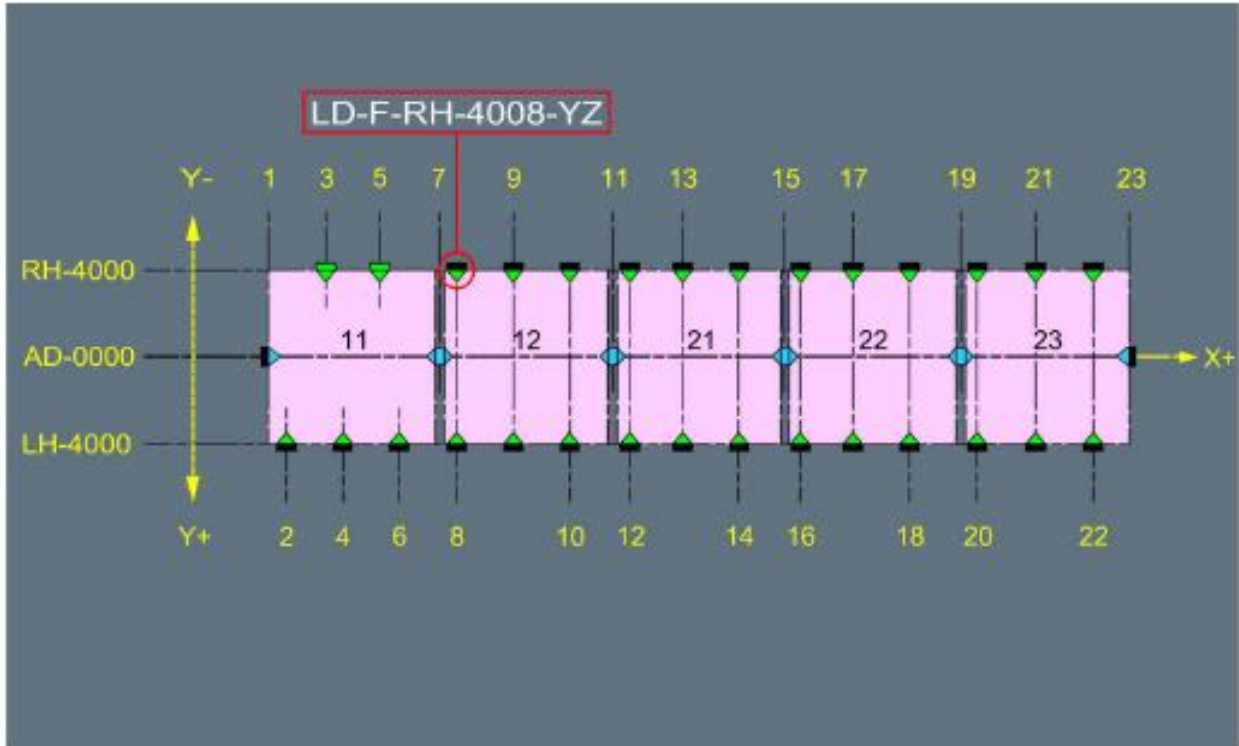 LD-F-RH-4008-YZ
Y- 1 3 5 7 9 11 13 15 17 19 21 23
RH-4000
11 12 21 22 23
AD-0000 X+
LH-4000
Y+ 2 4 6 8 10 12 14 16 18 20 22